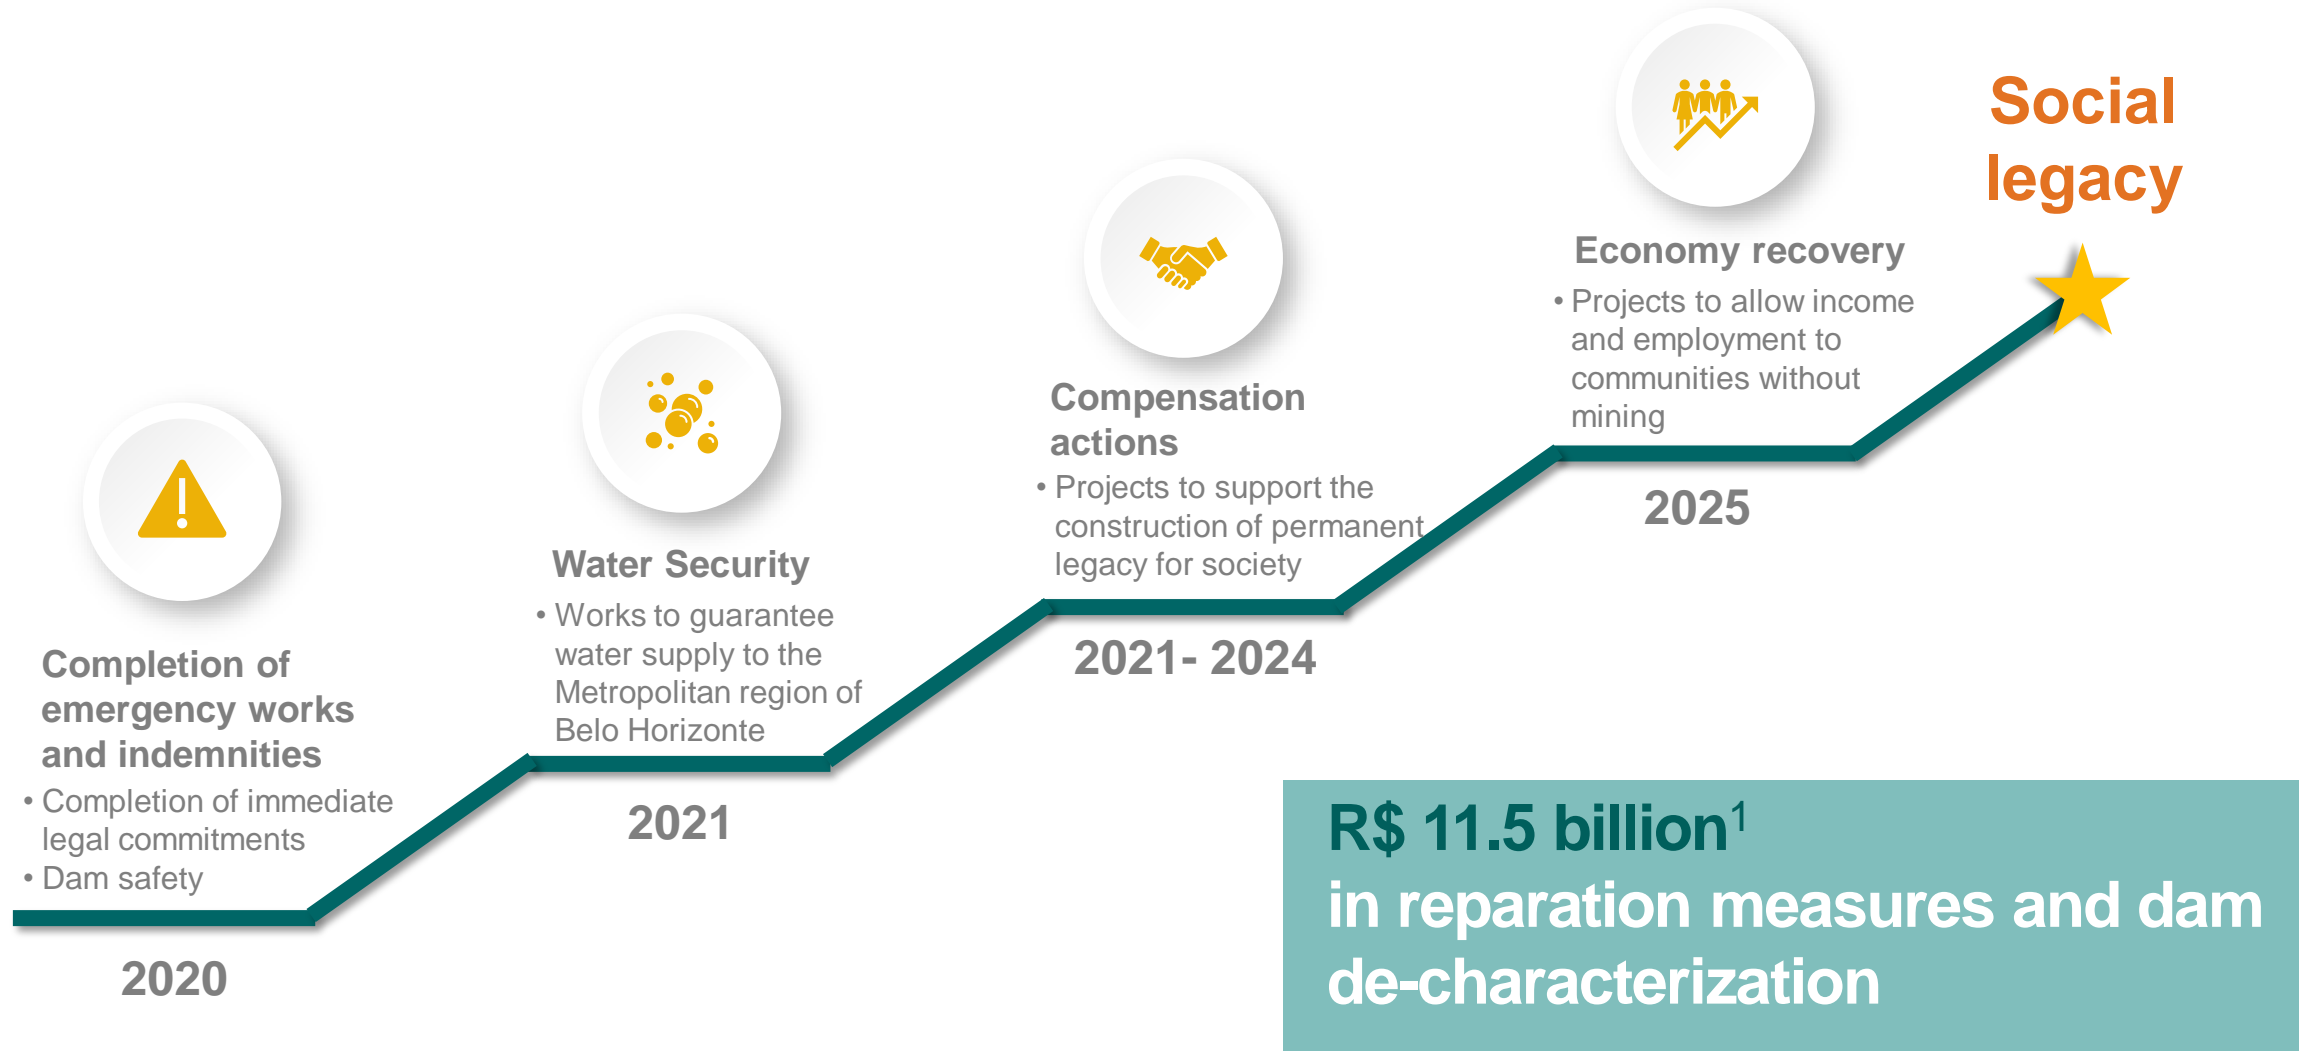 Completion of
emergency works
and indemnities
• Completion of immediate
legal commitments
• Dam safety
2020
Water Security
• Works to guarantee
water supply to the
Metropolitan region of
Belo Horizonte
2021
Compensation
actions
• Projects to support the
construction of permanent
legacy for society
2021- 2024
Economy recovery
• Projects to allow income
and employment to
communities without
mining
2025
Social
legacy
R$ 11.5 billion¹
in reparation measures and dam
de-characterization